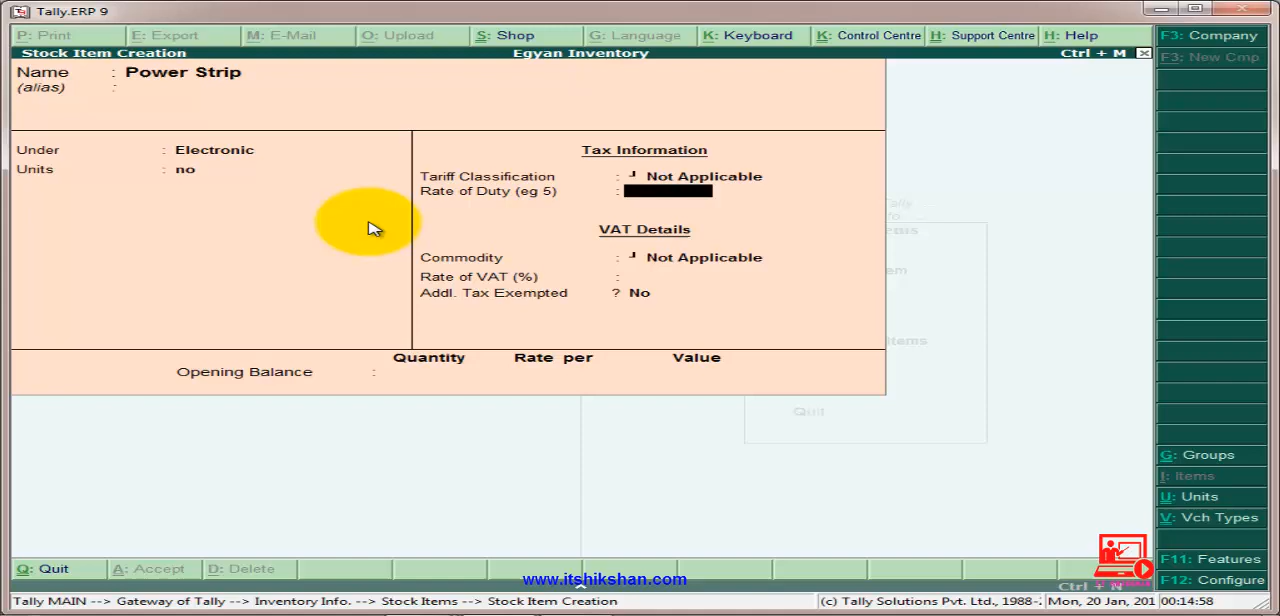 Tally.ERP 9
P: Print E: Export M: E-Mail O: Upload S: Shop G: Language K: Keyboard K: Control Centre H: Support Centre H: Help F3: Company
Stock Item Creation Egyan Inventory Ctrl + M F3: New Cmp
Name : Power Strip
(alias) :
Under : Electronic
Units : no
Tax Information
Tariff Classification : ┘ Not Applicable
Rate of Duty (eg 5) :
VAT Details
Commodity : ┘ Not Applicable
Rate of VAT (%) :
Addl. Tax Exempted ? No
Quantity Rate per Value
Opening Balance :
Tally
Quit
G: Groups
I: Items
U: Units
V: Vch Types
F11: Features
F12: Configure
Q: Quit A: Accept D: Delete
www.itshikshan.com
Ctrl + N
Tally MAIN --> Gateway of Tally --> Inventory Info. --> Stock Items --> Stock Item Creation (c) Tally Solutions Pvt. Ltd., 1988-2 Mon, 20 Jan, 201 00:14:58